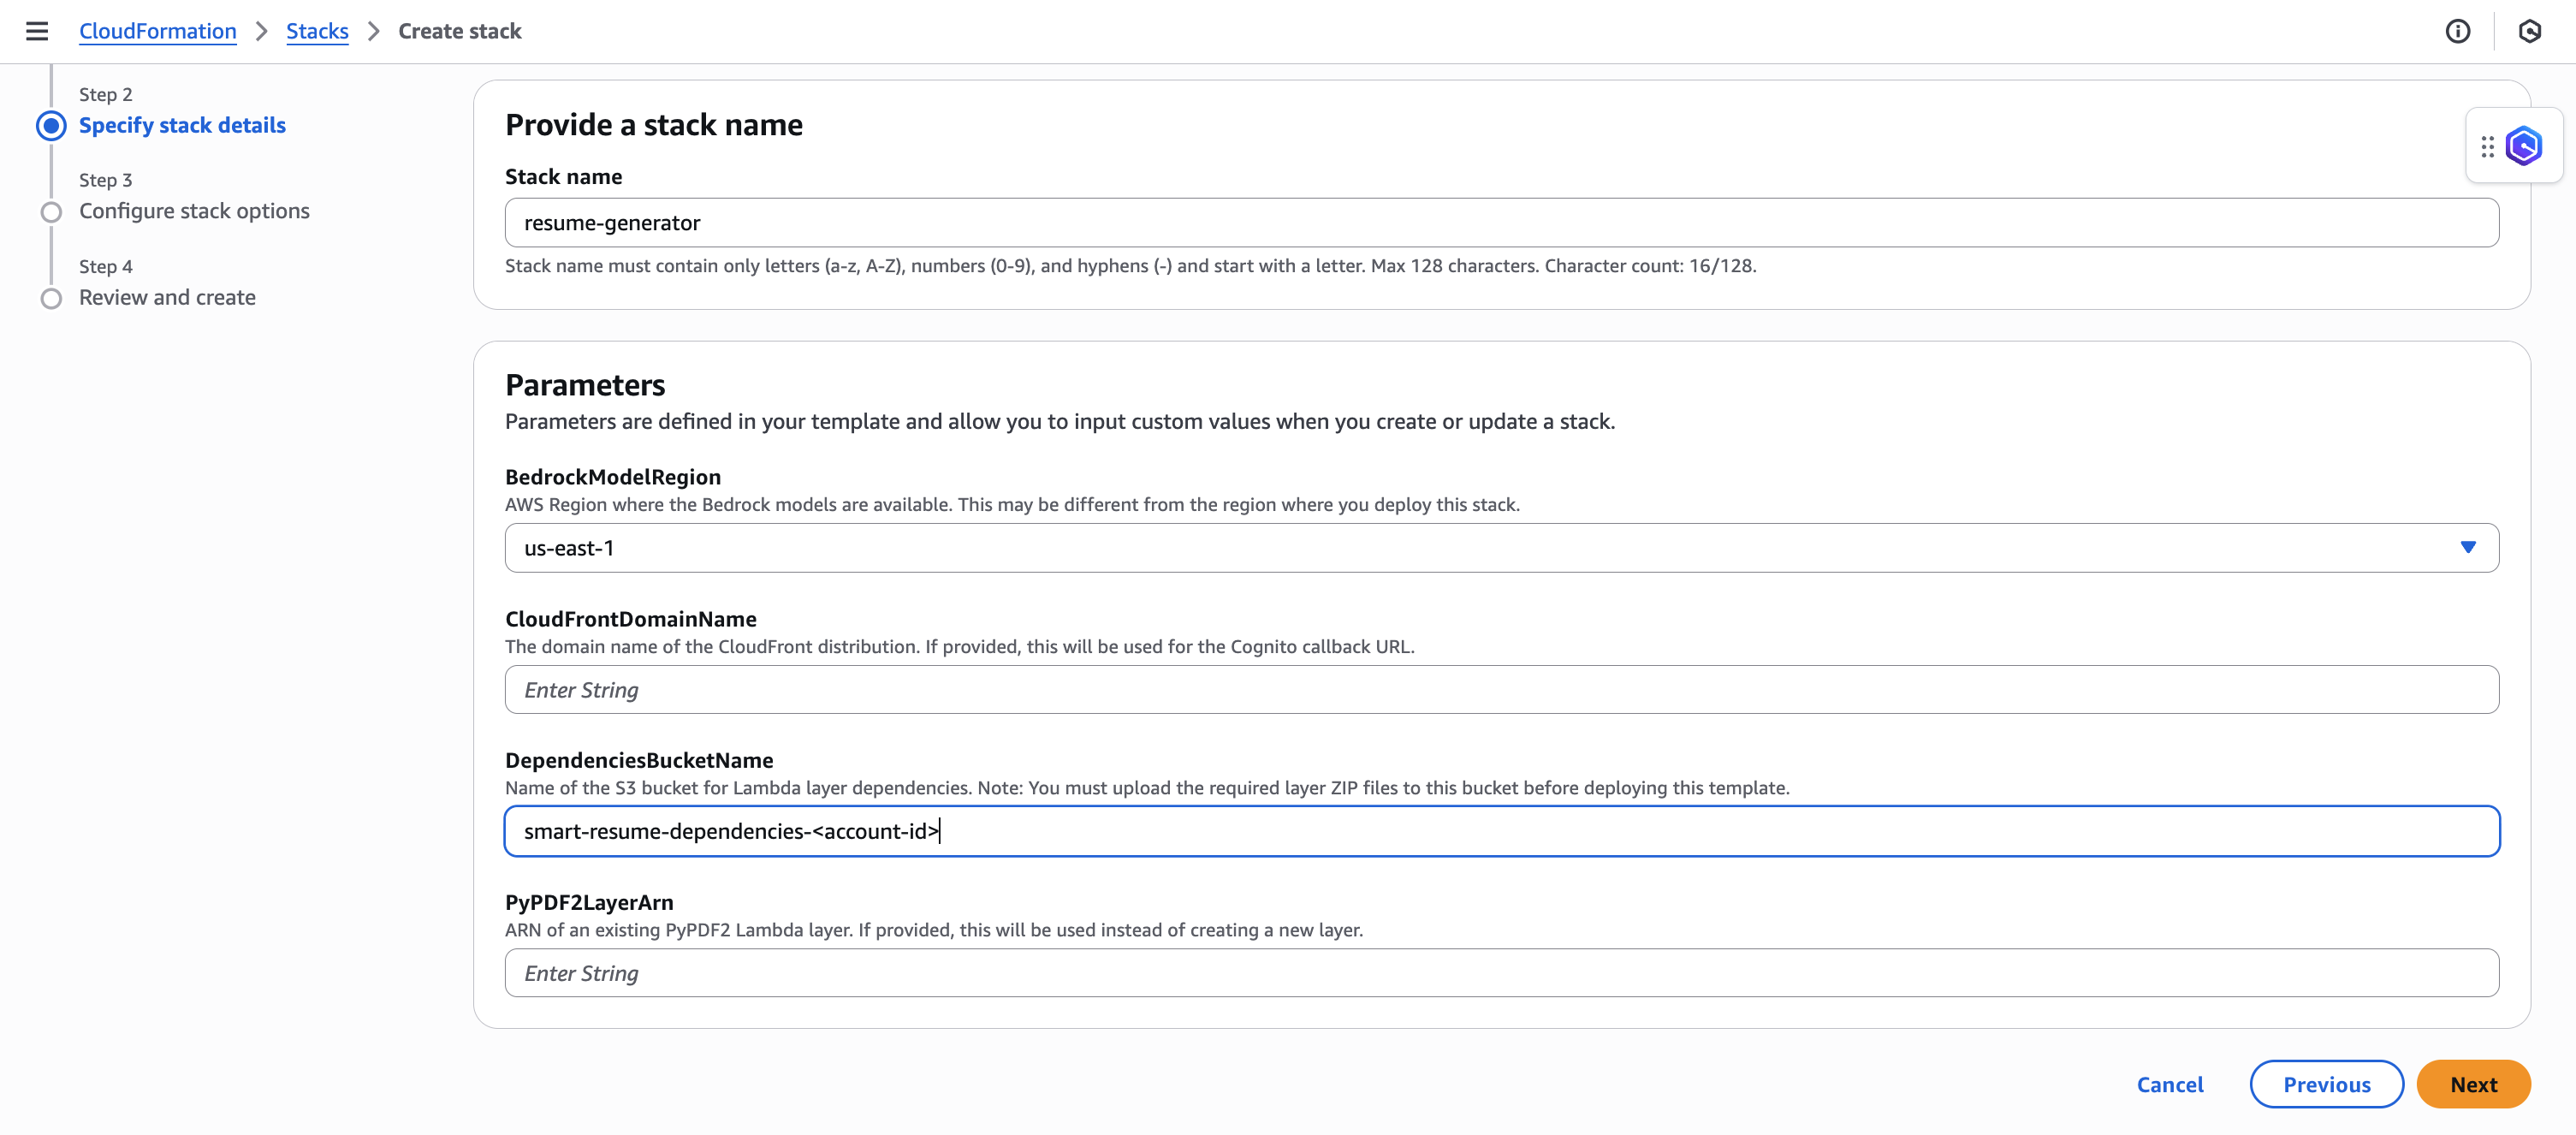 CloudFormation > Stacks > Create stack
Step 2
Specify stack details
Step 3
Configure stack options
Step 4
Review and create
Provide a stack name
Stack name
resume-generator
Stack name must contain only letters (a-z, A-Z), numbers (0-9), and hyphens (-) and start with a letter. Max 128 characters. Character count: 16/128.
Parameters
Parameters are defined in your template and allow you to input custom values when you create or update a stack.
BedrockModelRegion
AWS Region where the Bedrock models are available. This may be different from the region where you deploy this stack.
us-east-1
CloudFrontDomainName
The domain name of the CloudFront distribution. If provided, this will be used for the Cognito callback URL.
Enter String
DependenciesBucketName
Name of the S3 bucket for Lambda layer dependencies. Note: You must upload the required layer ZIP files to this bucket before deploying this template.
smart-resume-dependencies-<account-id>
PyPDF2LayerArn
ARN of an existing PyPDF2 Lambda layer. If provided, this will be used instead of creating a new layer.
Enter String
Cancel Previous Next